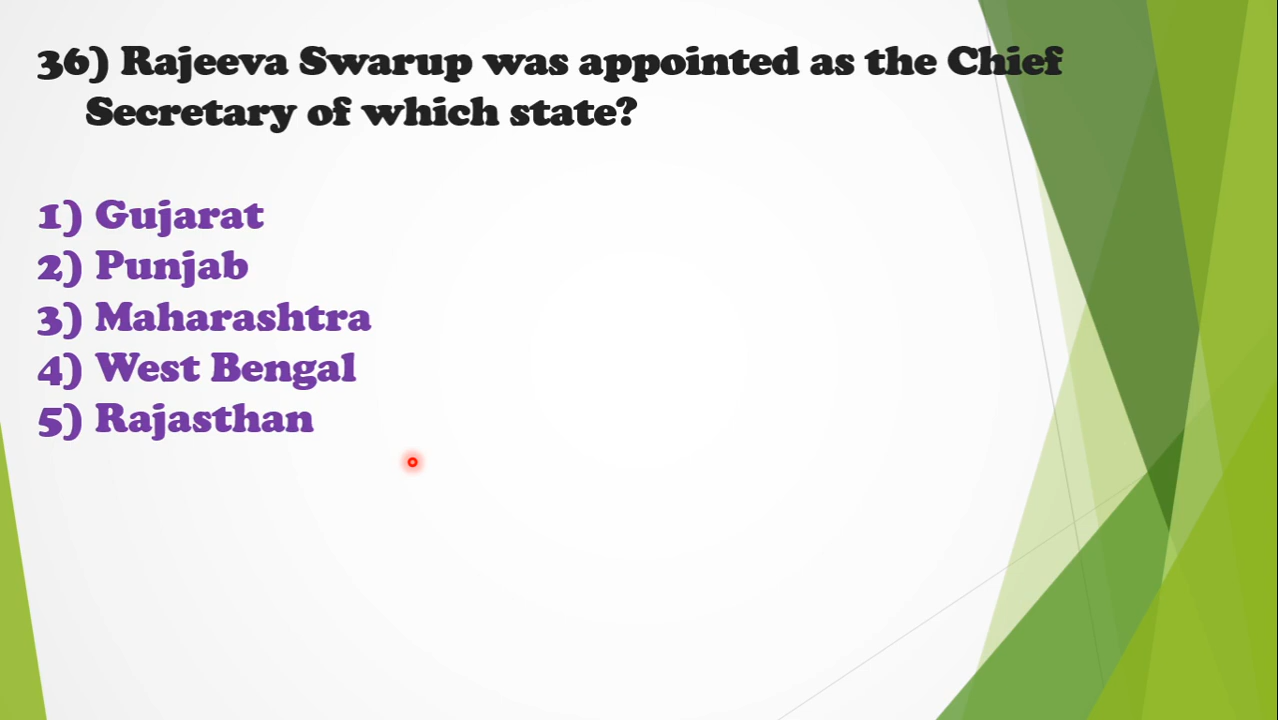 36) Rajeeva Swarup was appointed as the Chief
Secretary of which state?
1) Gujarat
2) Punjab
3) Maharashtra
4) West Bengal
5) Rajasthan